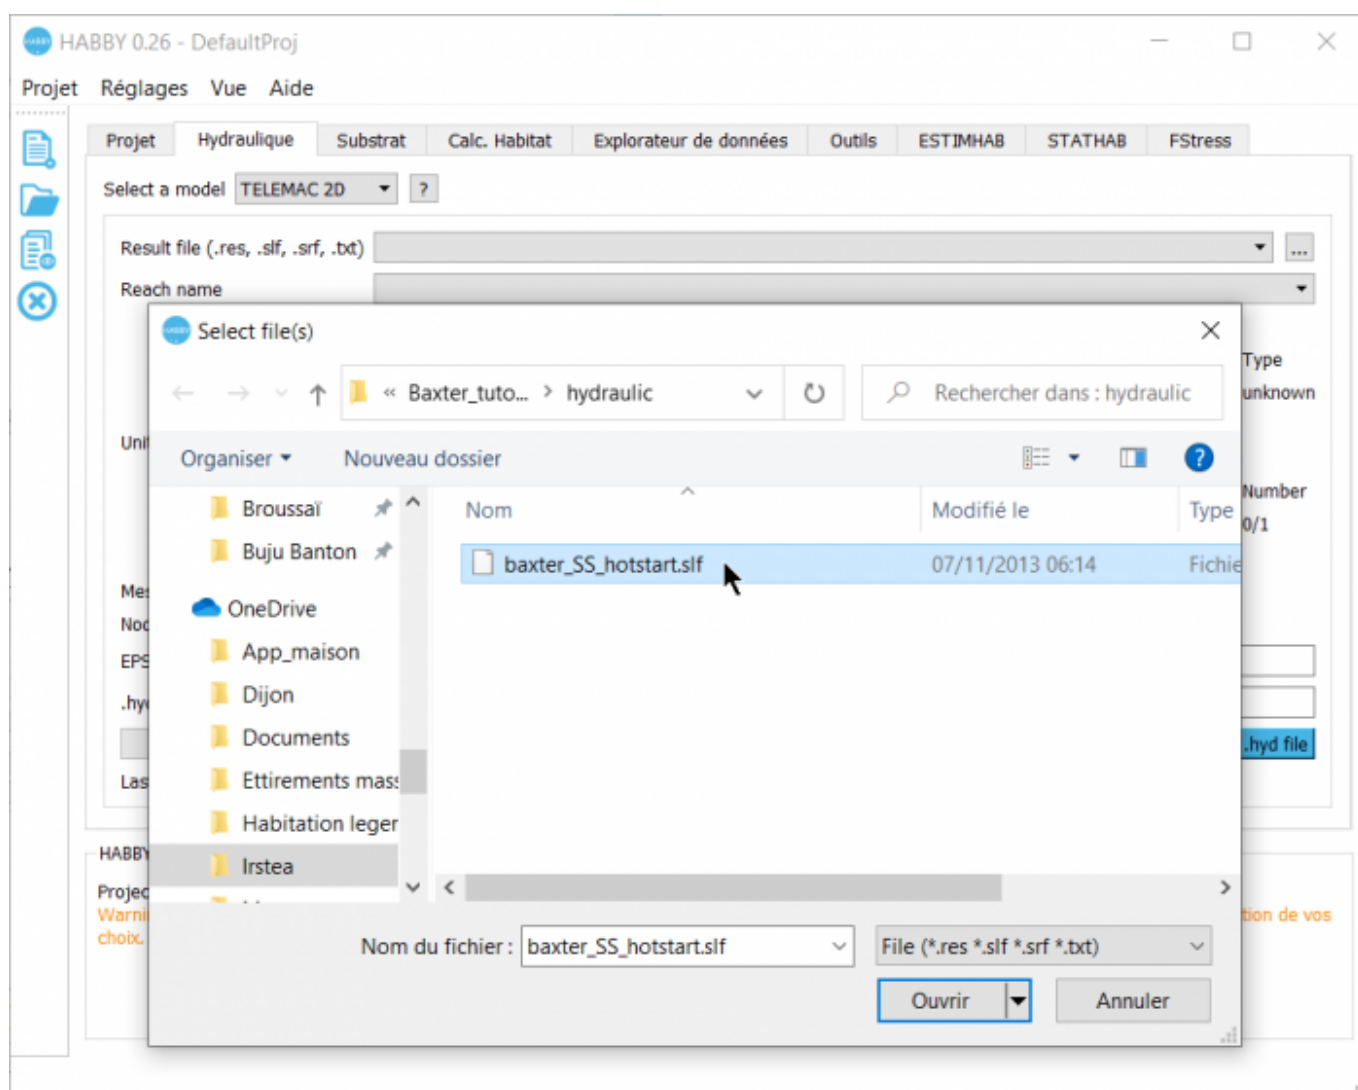 HABBY 0.26 - DefaultProj
Projet Réglages Vue Aide
Projet Hydraulique Substrat Calc. Habitat Explorateur de données Outils ESTIMHAB STATHAB FStress
Select a model TELEMAC 2D ?
Result file (.res, .slf, .srf, .txt) ...
Reach name
Select file(s)
Type
« Baxter_tuto... > hydraulic Rechercher dans : hydraulic
unknown
Organiser Nouveau dossier ?
Broussaï
Nom Modifié le Type
Number
0/1
Buju Banton
baxter_SS_hotstart.slf 07/11/2013 06:14 Fichie
OneDrive
App_maison
EPS
Dijon
.hy
Documents
.hyd file
Ettirements mas
Las
Habitation leger
HABBY
Irstea
Projec
Warni tion de vos
choix.
Nom du fichier : baxter_SS_hotstart.slf File (*.res *.slf *.srf *.txt)
Ouvrir Annuler